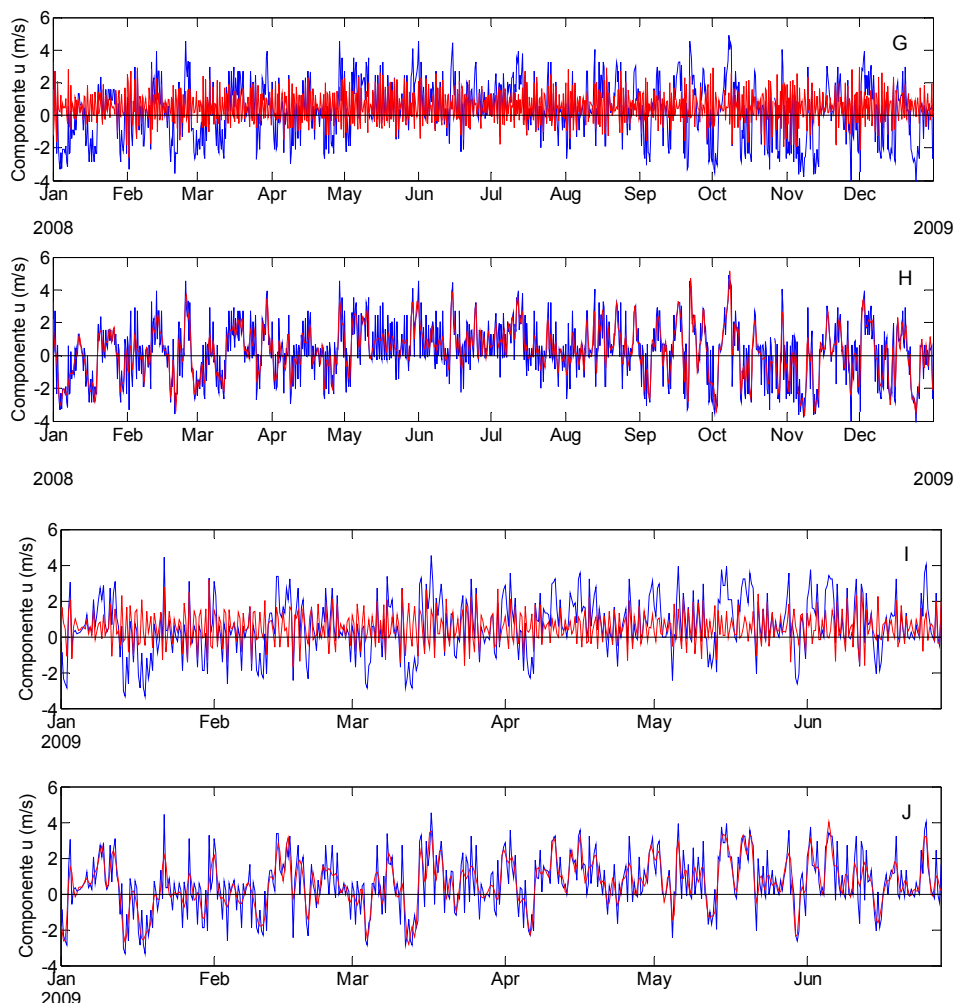 G
Componente u (m/s)
6
4
2
0
-2
-4
Jan Feb Mar Apr May Jun Jul Aug Sep Oct Nov Dec
2008 2009
H
Componente u (m/s)
6
4
2
0
-2
-4
Jan Feb Mar Apr May Jun Jul Aug Sep Oct Nov Dec
2008 2009
I
Componente u (m/s)
6
4
2
0
-2
-4
Jan Feb Mar Apr May Jun
2009
J
Componente u (m/s)
6
4
2
0
-2
-4
Jan Feb Mar Apr May Jun
2009